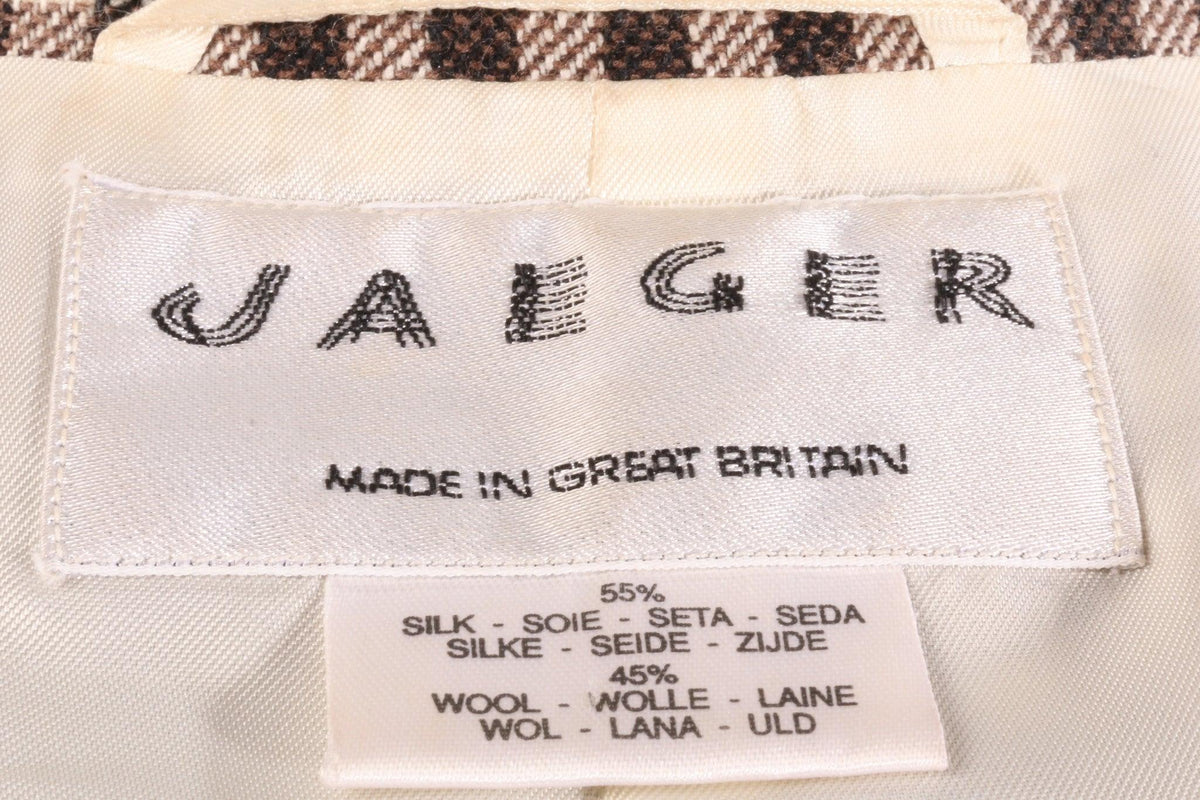 JAEGER
MADE IN GREAT BRITAIN
55%
SILK - SOIE - SETA - SEDA
SILKE - SEIDE - ZIJDE
45%
WOOL - WOLLE - LAINE
WOL - LANA - ULD